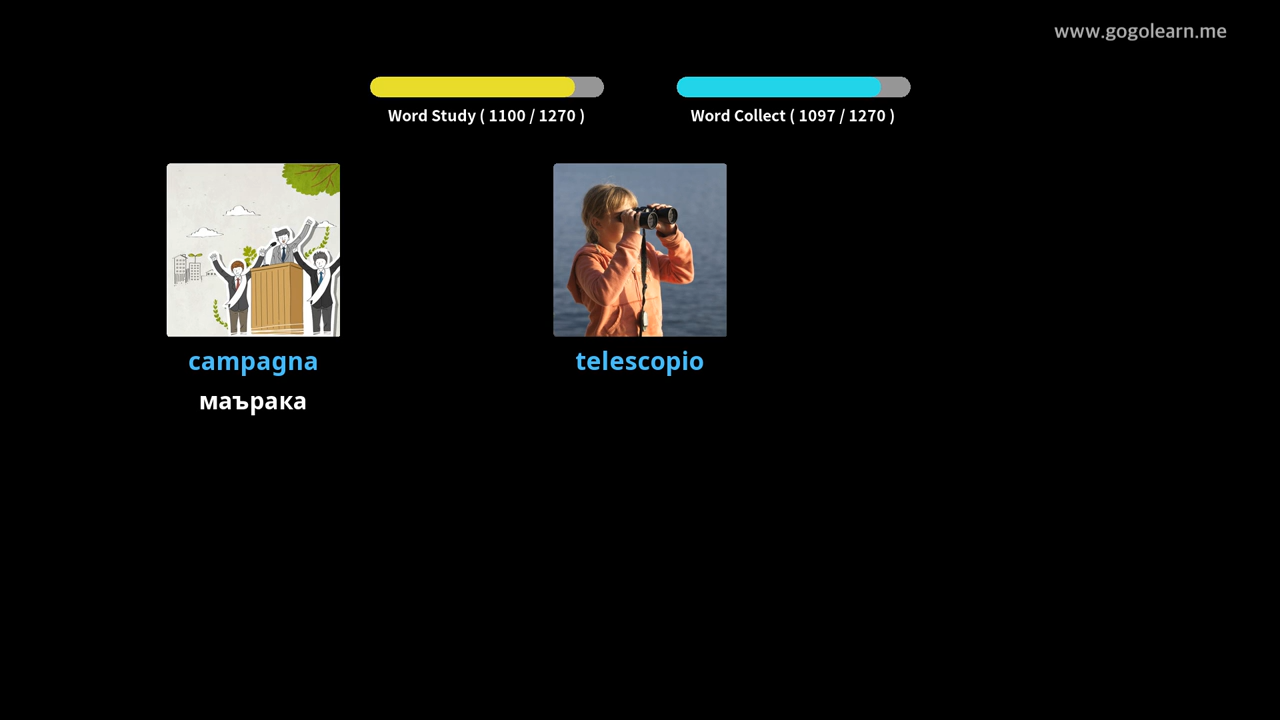 www.gogolearn.me
Word Study ( 1100 / 1270 )
Word Collect ( 1097 / 1270 )
campagna
telescopio
маърака